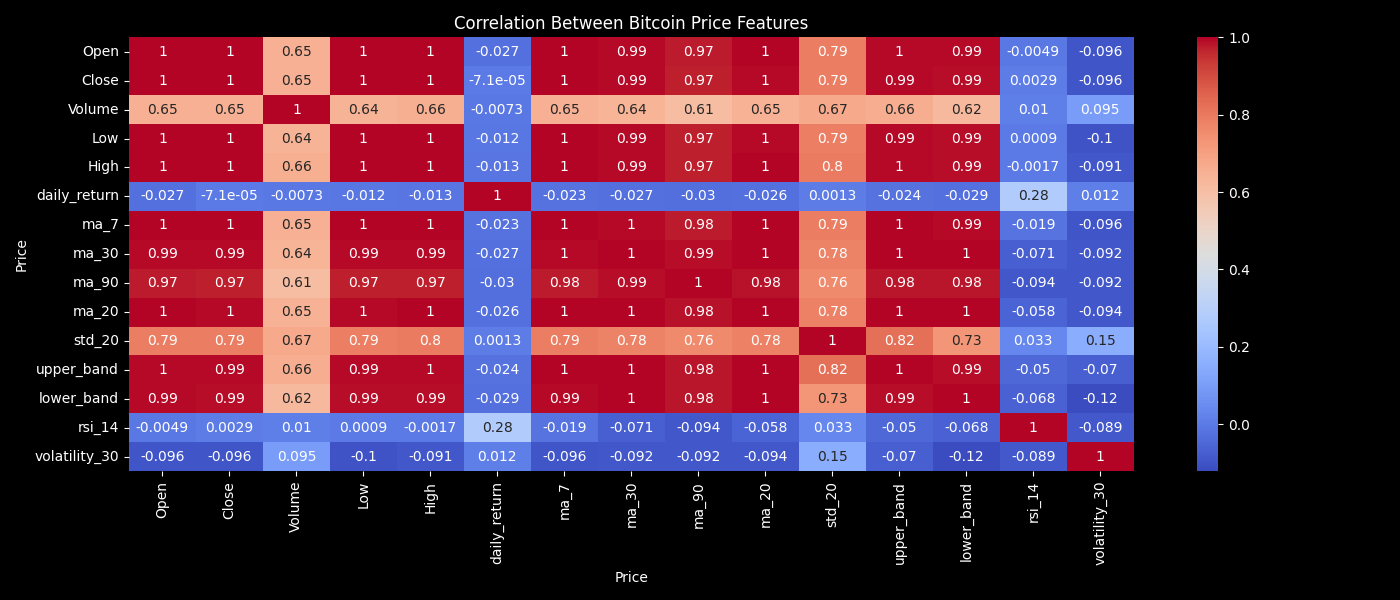 Correlation Between Bitcoin Price Features
Open 1 1 0.65 1 1 -0.027 1 0.99 0.97 1 0.79 1 0.99 -0.0049 -0.096
Close 1 1 0.65 1 1 -7.1e-05 1 0.99 0.97 1 0.79 0.99 0.99 0.0029 -0.096
Volume 0.65 0.65 1 0.64 0.66 -0.0073 0.65 0.64 0.61 0.65 0.67 0.66 0.62 0.01 0.095
Low 1 1 0.64 1 1 -0.012 1 0.99 0.97 1 0.79 0.99 0.99 0.0009 -0.1
High 1 1 0.66 1 1 -0.013 1 0.99 0.97 1 0.8 1 0.99 -0.0017 -0.091
daily_return -0.027 -7.1e-05 -0.0073 -0.012 -0.013 1 -0.023 -0.027 -0.03 -0.026 0.0013 -0.024 -0.029 0.28 0.012
ma_7 1 1 0.65 1 1 -0.023 1 1 0.98 1 0.79 1 0.99 -0.019 -0.096
ma_30 0.99 0.99 0.64 0.99 0.99 -0.027 1 1 0.99 1 0.78 1 1 -0.071 -0.092
ma_90 0.97 0.97 0.61 0.97 0.97 -0.03 0.98 0.99 1 0.98 0.76 0.98 0.98 -0.094 -0.092
ma_20 1 1 0.65 1 1 -0.026 1 1 0.98 1 0.78 1 1 -0.058 -0.094
std_20 0.79 0.79 0.67 0.79 0.8 0.0013 0.79 0.78 0.76 0.78 1 0.82 0.73 0.033 0.15
upper_band 1 0.99 0.66 0.99 1 -0.024 1 1 0.98 1 0.82 1 0.99 -0.05 -0.07
lower_band 0.99 0.99 0.62 0.99 0.99 -0.029 0.99 1 0.98 1 0.73 0.99 1 -0.068 -0.12
rsi_14 -0.0049 0.0029 0.01 0.0009 -0.0017 0.28 -0.019 -0.071 -0.094 -0.058 0.033 -0.05 -0.068 1 -0.089
volatility_30 -0.096 -0.096 0.095 -0.1 -0.091 0.012 -0.096 -0.092 -0.092 -0.094 0.15 -0.07 -0.12 -0.089 1
Price
Open Close Volume Low High daily_return ma_7 ma_30 ma_90 ma_20 std_20 upper_band lower_band rsi_14 volatility_30
Price
1.0
0.8
0.6
0.4
0.2
0.0